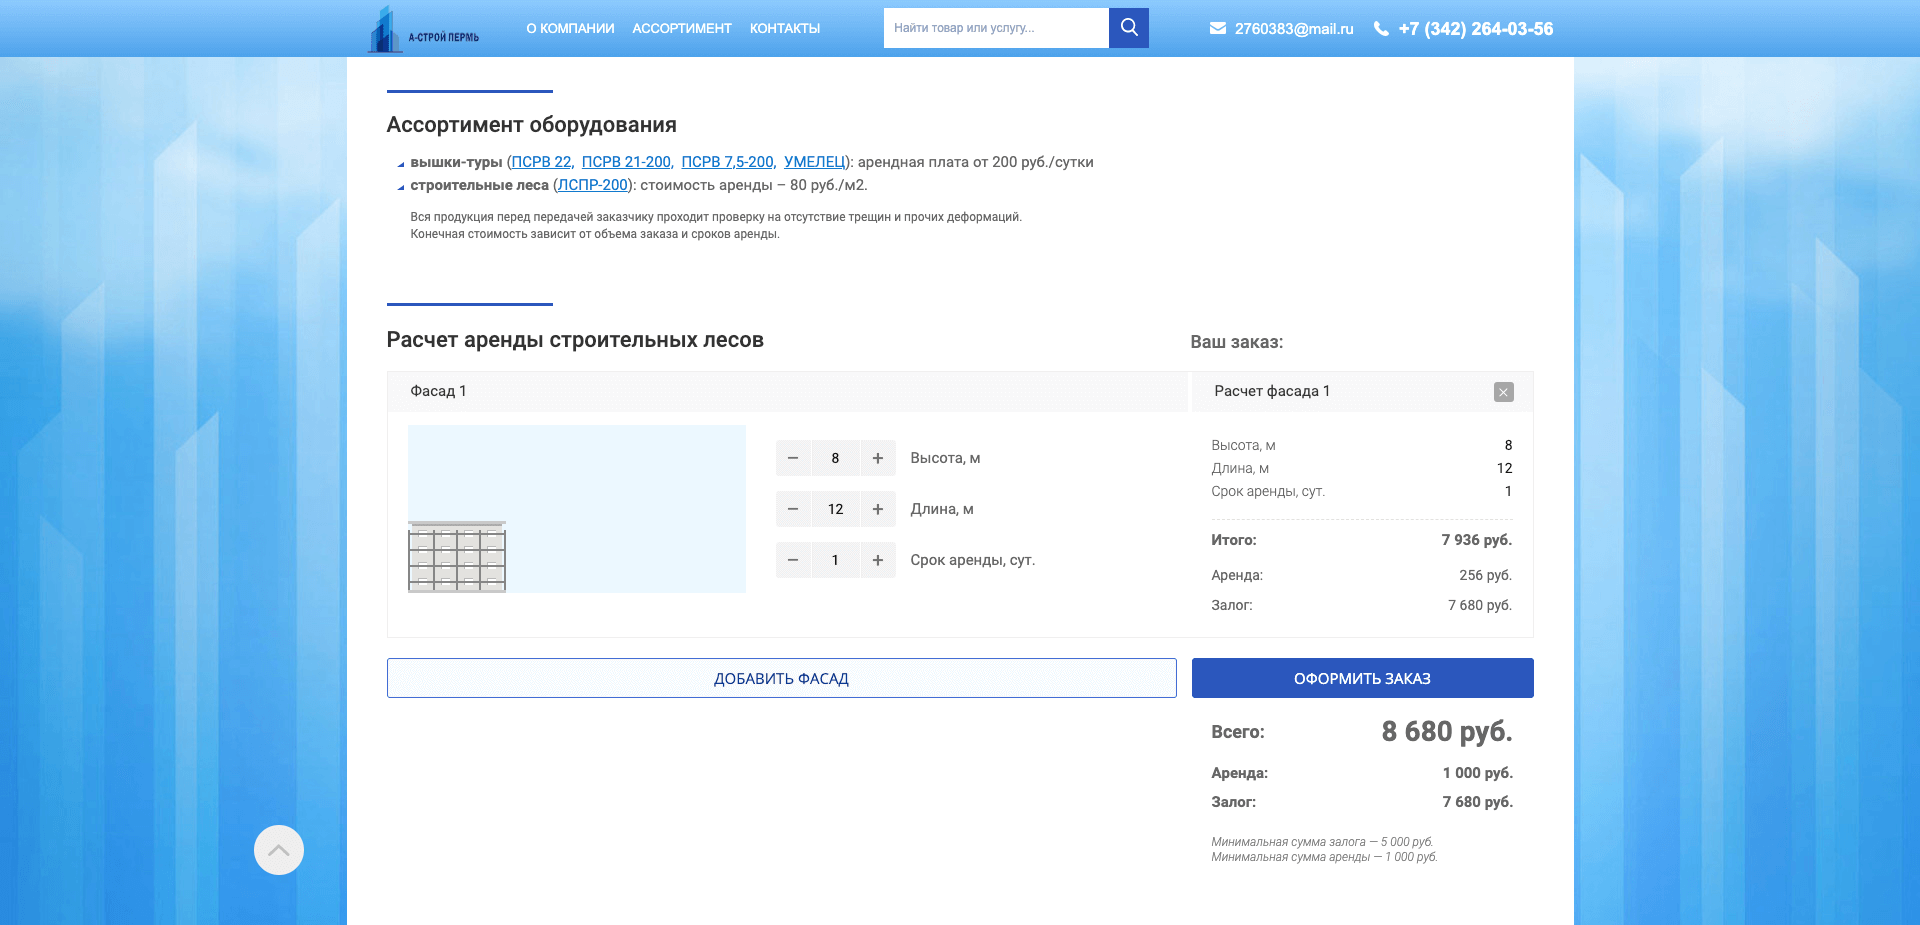 А-СТРОЙ ПЕРМЬ
О КОМПАНИИ АССОРТИМЕНТ КОНТАКТЫ
Найти товар или услугу...
2760383@mail.ru +7 (342) 264-03-56
Ассортимент оборудования
вышки-туры (ПСРВ 22, ПСРВ 21-200, ПСРВ 7,5-200, УМЕЛЕЦ): арендная плата от 200 руб./сутки
строительные леса (ЛСПР-200): стоимость аренды – 80 руб./м2.
Вся продукция перед передачей заказчику проходит проверку на отсутствие трещин и прочих деформаций.
Конечная стоимость зависит от объема заказа и сроков аренды.
Расчет аренды строительных лесов
Фасад 1
− 8 + Высота, м
− 12 + Длина, м
− 1 + Срок аренды, сут.
ДОБАВИТЬ ФАСАД
Ваш заказ:
Расчет фасада 1
Высота, м 8
Длина, м 12
Срок аренды, сут. 1
Итого: 7 936 руб.
Аренда: 256 руб.
Залог: 7 680 руб.
ОФОРМИТЬ ЗАКАЗ
Всего: 8 680 руб.
Аренда: 1 000 руб.
Залог: 7 680 руб.
Минимальная сумма залога — 5 000 руб.
Минимальная сумма аренды — 1 000 руб.